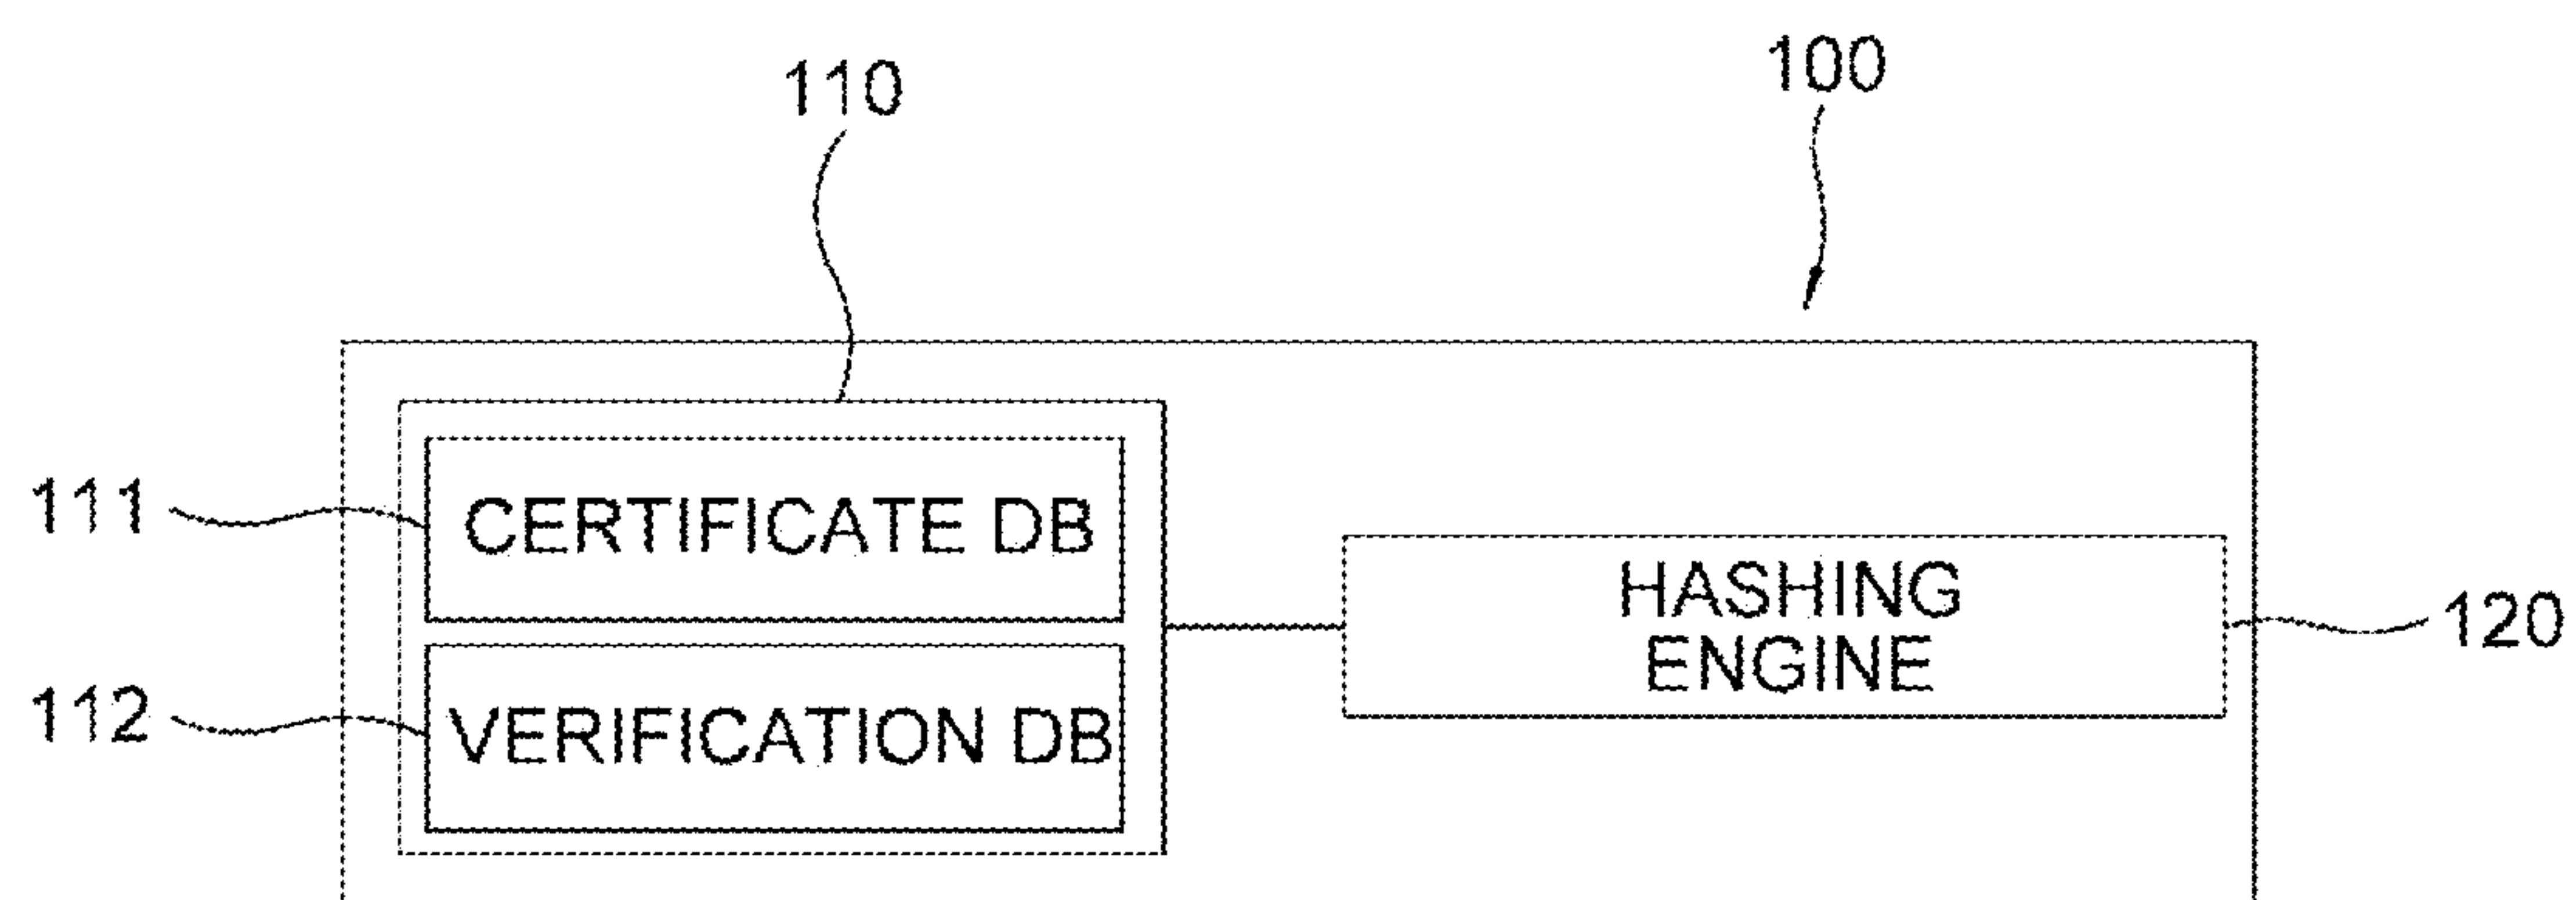 100
110
111
CERTIFICATE DB
HASHING
ENGINE
120
112
VERIFICATION DB